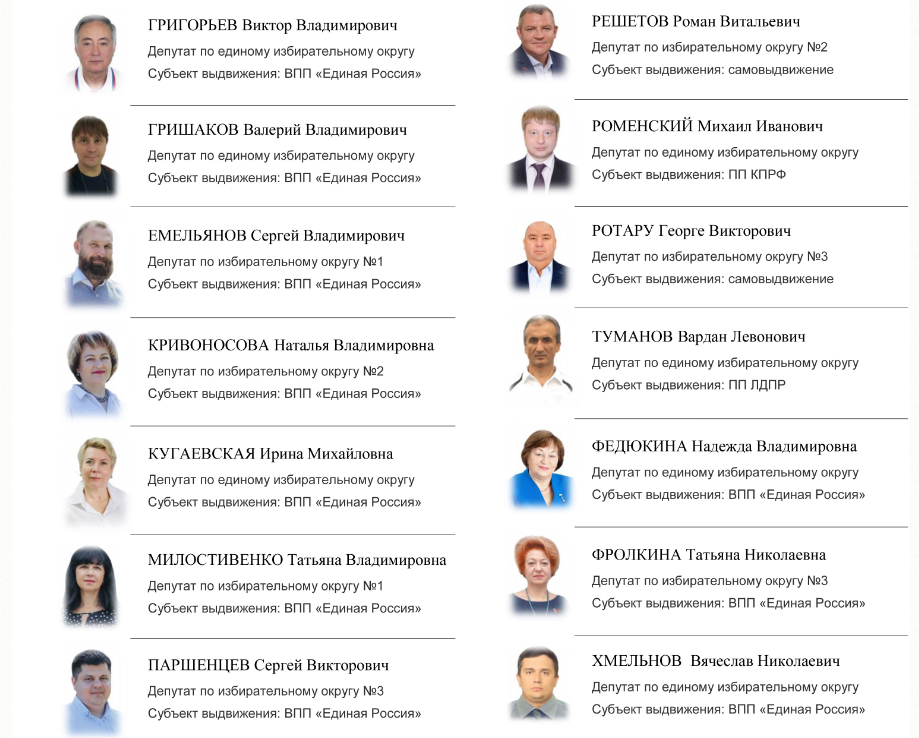 ГРИГОРЬЕВ Виктор Владимирович
Депутат по единому избирательному округу
Субъект выдвижения: ВПП «Единая Россия»
ГРИШАКОВ Валерий Владимирович
Депутат по единому избирательному округу
Субъект выдвижения: ВПП «Единая Россия»
ЕМЕЛЬЯНОВ Сергей Владимирович
Депутат по избирательному округу №1
Субъект выдвижения: ВПП «Единая Россия»
КРИВОНОСОВА Наталья Владимировна
Депутат по избирательному округу №2
Субъект выдвижения: ВПП «Единая Россия»
КУГАЕВСКАЯ Ирина Михайловна
Депутат по единому избирательному округу
Субъект выдвижения: ВПП «Единая Россия»
МИЛОСТИВЕНКО Татьяна Владимировна
Депутат по избирательному округу №1
Субъект выдвижения: ВПП «Единая Россия»
ПАРШЕНЦЕВ Сергей Викторович
Депутат по избирательному округу №3
Субъект выдвижения: ВПП «Единая Россия»
РЕШЕТОВ Роман Витальевич
Депутат по избирательному округу №2
Субъект выдвижения: самовыдвижение
РОМЕНСКИЙ Михаил Иванович
Депутат по единому избирательному округу
Субъект выдвижения: ПП КПРФ
РОТАРУ Георге Викторович
Депутат по избирательному округу №3
Субъект выдвижения: самовыдвижение
ТУМАНОВ Вардан Левонович
Депутат по единому избирательному округу
Субъект выдвижения: ПП ЛДПР
ФЕДЮКИНА Надежда Владимировна
Депутат по единому избирательному округу
Субъект выдвижения: ВПП «Единая Россия»
ФРОЛКИНА Татьяна Николаевна
Депутат по избирательному округу №3
Субъект выдвижения: ВПП «Единая Россия»
ХМЕЛЬНОВ Вячеслав Николаевич
Депутат по единому избирательному округу
Субъект выдвижения: ВПП «Единая Россия»